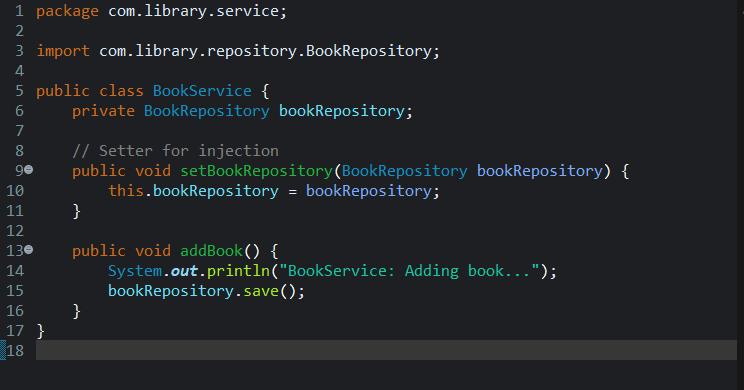 1 package com.library.service;
2
3 import com.library.repository.BookRepository;
4
5 public class BookService {
6     private BookRepository bookRepository;
7
8     // Setter for injection
9     public void setBookRepository(BookRepository bookRepository) {
10         this.bookRepository = bookRepository;
11     }
12
13     public void addBook() {
14         System.out.println("BookService: Adding book...");
15         bookRepository.save();
16     }
17 }
18